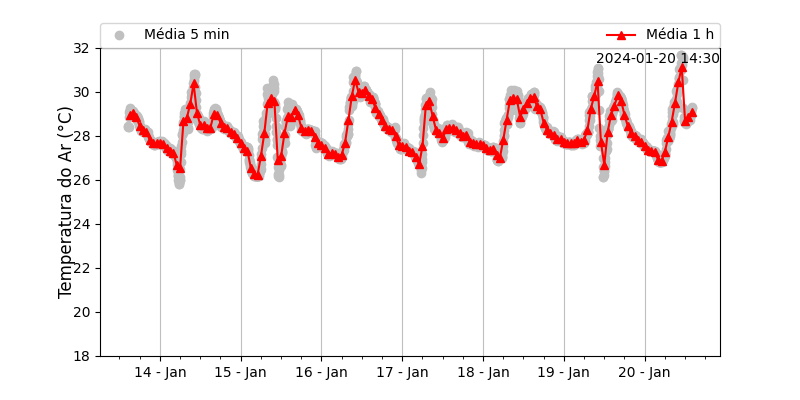 Média 5 min
Média 1 h
2024-01-20 14:30
Temperatura do Ar (°C)
32
30
28
26
24
22
20
18
14 - Jan
15 - Jan
16 - Jan
17 - Jan
18 - Jan
19 - Jan
20 - Jan